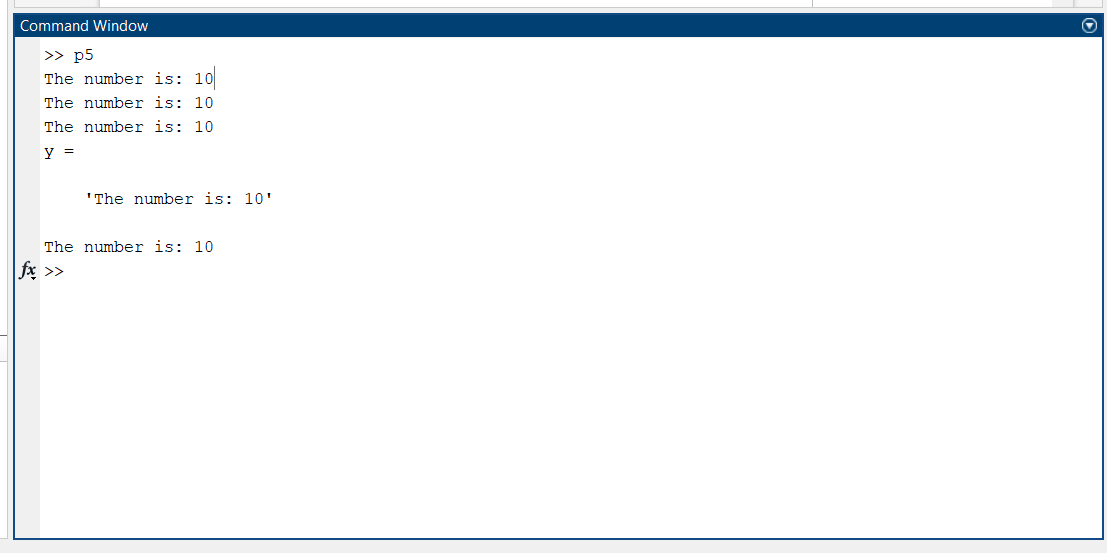 Command Window
>> p5
The number is: 10
The number is: 10
The number is: 10
y =
'The number is: 10'
The number is: 10
fx >>